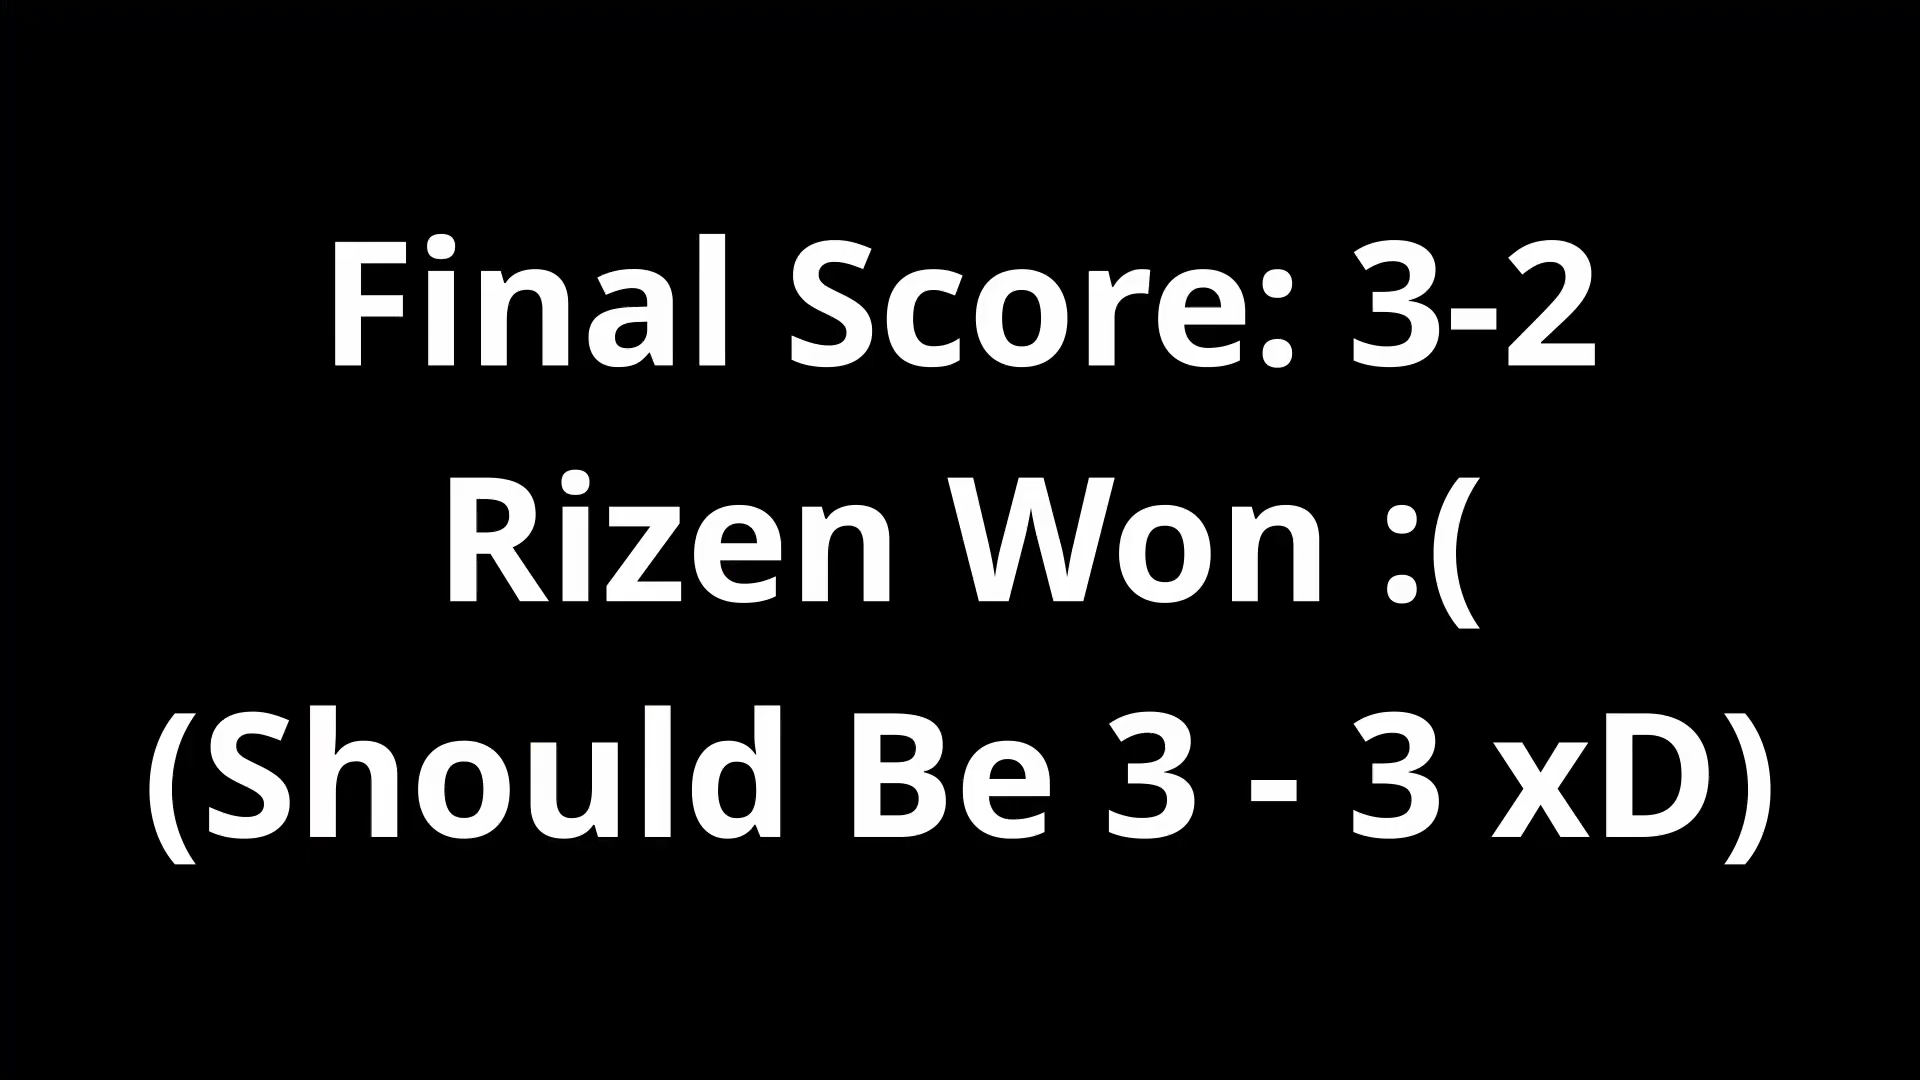 Final Score: 3-2
Rizen Won :(
(Should Be 3 - 3 xD)